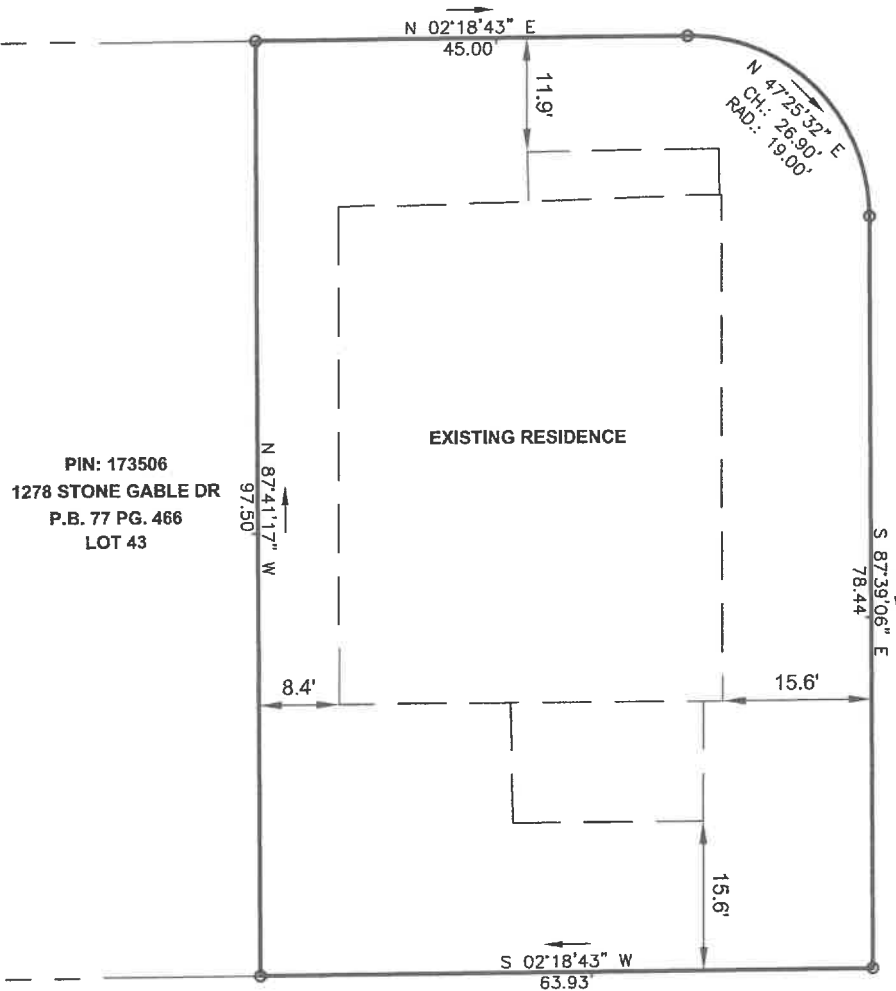 N 02°18'43" E
45.00'
N 47°25'32" E
CH.: 26.90'
RAD.: 19.00'
11.9'
EXISTING RESIDENCE
PIN: 173506
1278 STONE GABLE DR
P.B. 77 PG. 466
LOT 43
N 87°41'17" W
97.50
S 87°39'06" E
78.44
8.4'
15.6'
15.6'
S 02°18'43" W
63.93'